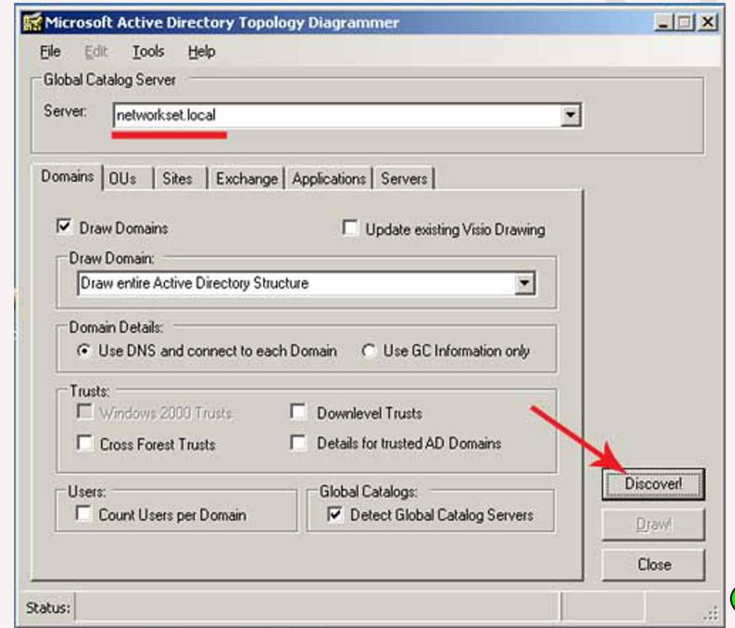 Microsoft Active Directory Topology Diagrammer
File Edit Tools Help
Global Catalog Server
Server: networkset.local
Domains OUs Sites Exchange Applications Servers
Draw Domains Update existing Visio Drawing
Draw Domain:
Draw entire Active Directory Structure
Domain Details:
Use DNS and connect to each Domain Use GC Information only
Trusts:
Windows 2000 Trusts Downlevel Trusts
Cross Forest Trusts Details for trusted AD Domains
Discover!
Users: Global Catalogs:
Count Users per Domain Detect Global Catalog Servers
Draw!
Close
Status: